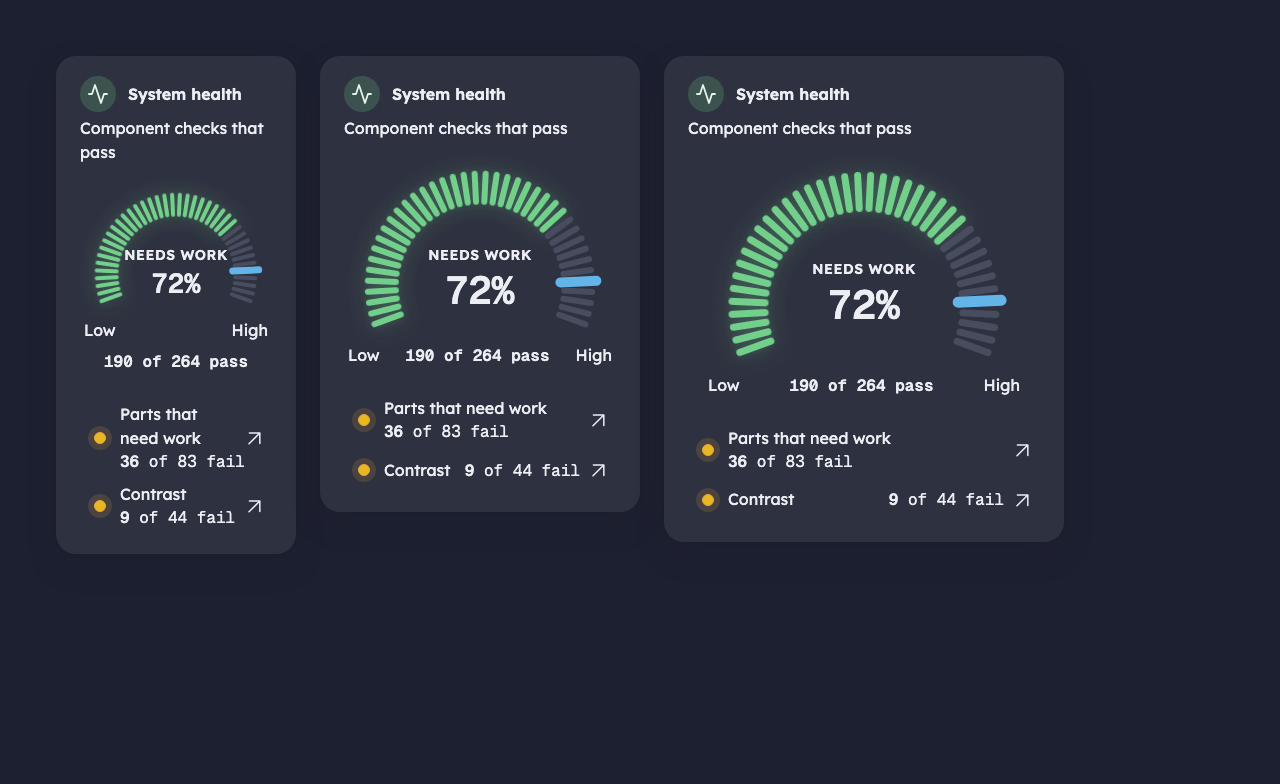 System health
Component checks that
pass
NEEDS WORK
72%
Low
High
190 of 264 pass
Parts that
need work
36 of 83 fail
Contrast
9 of 44 fail
System health
Component checks that pass
NEEDS WORK
72%
Low 190 of 264 pass High
Parts that need work
36 of 83 fail
Contrast 9 of 44 fail
System health
Component checks that pass
NEEDS WORK
72%
Low 190 of 264 pass High
Parts that need work
36 of 83 fail
Contrast 9 of 44 fail